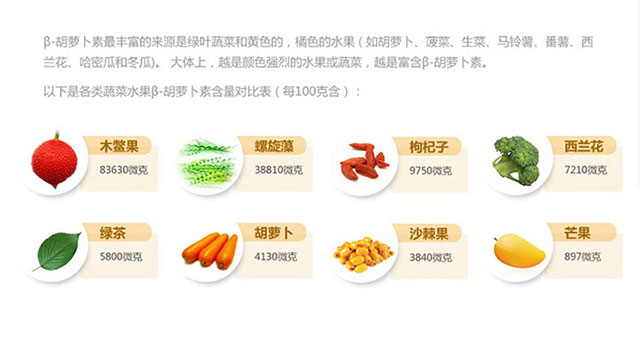 β-胡萝卜素最丰富的来源是绿叶蔬菜和黄色的，橘色的水果（如胡萝卜、菠菜、生菜、马铃薯、番薯、西
兰花、哈密瓜和冬瓜）。 大体上，越是颜色强烈的水果或蔬菜，越是富含β-胡萝卜素。
以下是各类蔬菜水果β-胡萝卜素含量对比表（每100克含）：
木鳖果
83630微克
螺旋藻
38810微克
枸杞子
9750微克
西兰花
7210微克
绿茶
5800微克
胡萝卜
4130微克
沙棘果
3840微克
芒果
897微克